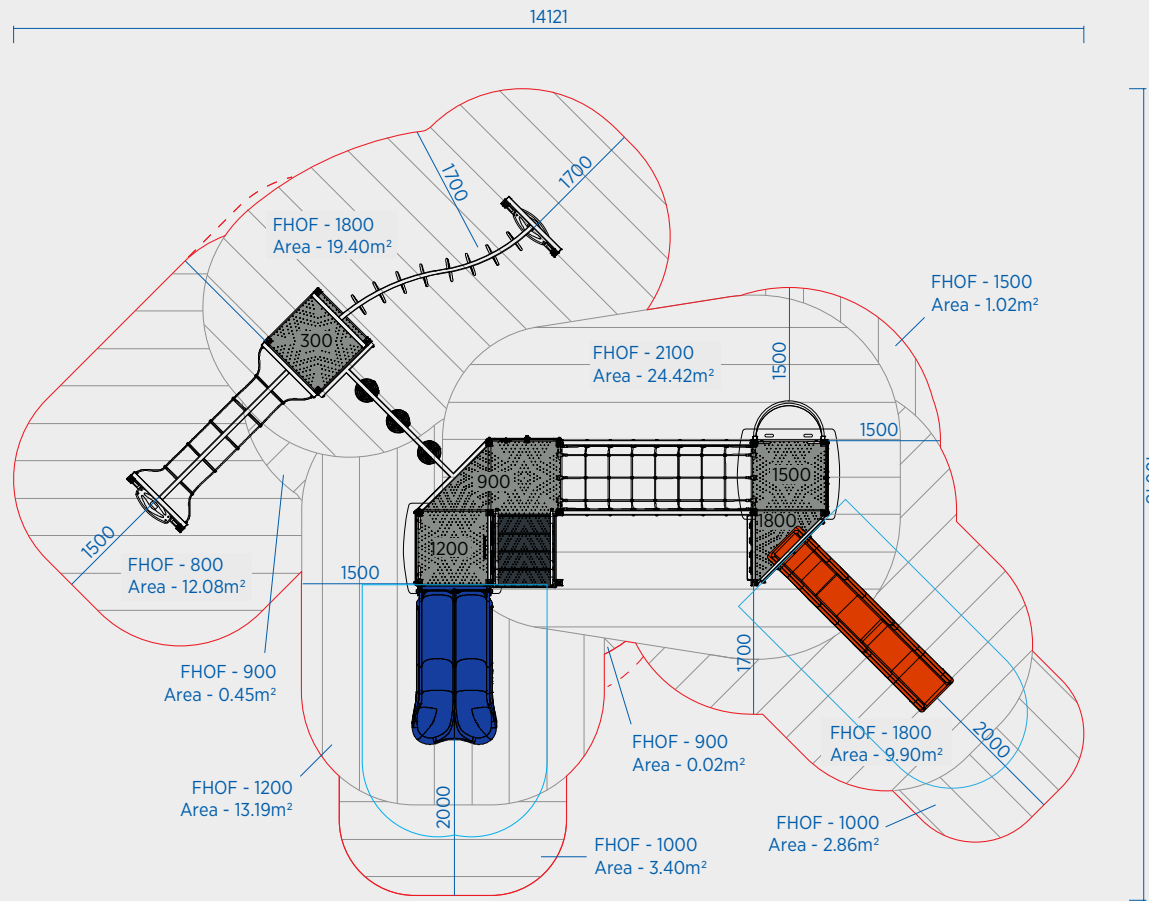 14121
1700
1700
FHOF - 1800
Area - 19.40m²
FHOF - 1500
Area - 1.02m²
300
FHOF - 2100
Area - 24.42m²
1500
1500
900
1500
1800
1200
1500
FHOF - 800
Area - 12.08m²
1500
1700
FHOF - 900
Area - 0.45m²
FHOF - 900
Area - 0.02m²
FHOF - 1800
Area - 9.90m²
2000
FHOF - 1200
Area - 13.19m²
2000
FHOF - 1000
Area - 3.40m²
FHOF - 1000
Area - 2.86m²